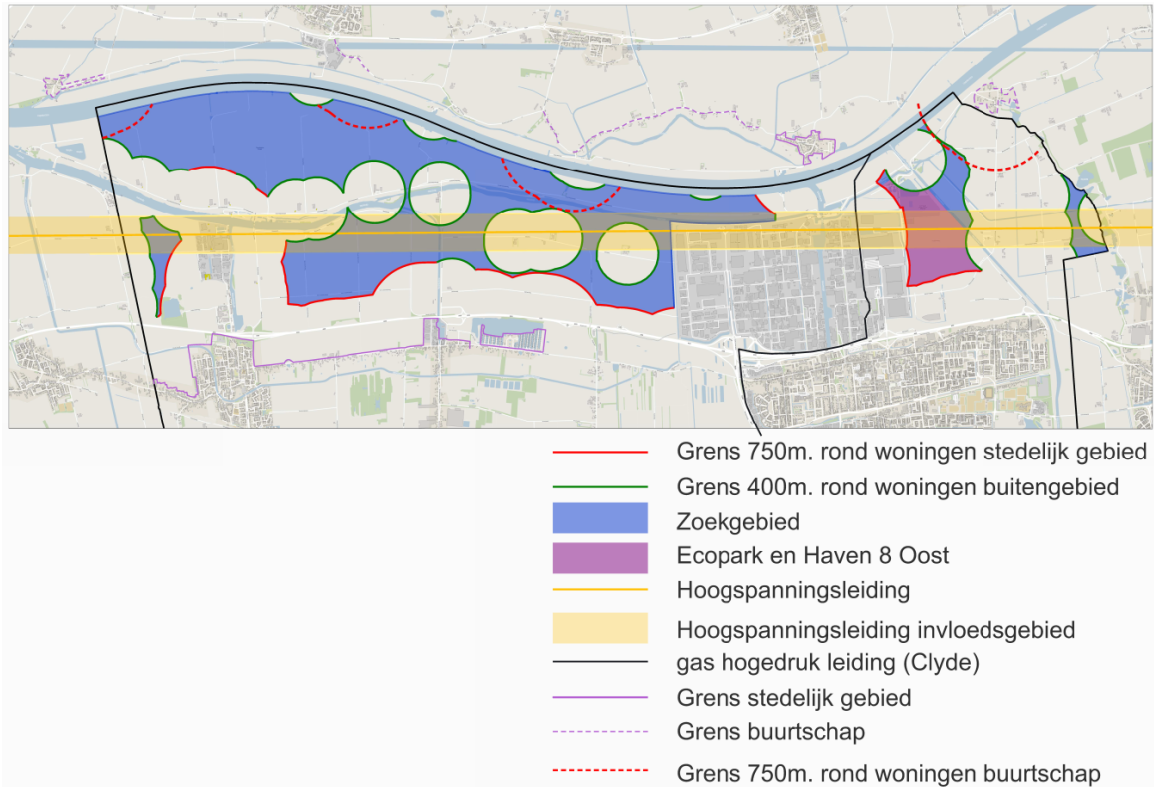 Grens 750m. rond woningen stedelijk gebied
Grens 400m. rond woningen buitengebied
Zoekgebied
Ecopark en Haven 8 Oost
Hoogspanningsleiding
Hoogspanningsleiding invloedsgebied
gas hogedruk leiding (Clyde)
Grens stedelijk gebied
Grens buurtschap
Grens 750m. rond woningen buurtschap